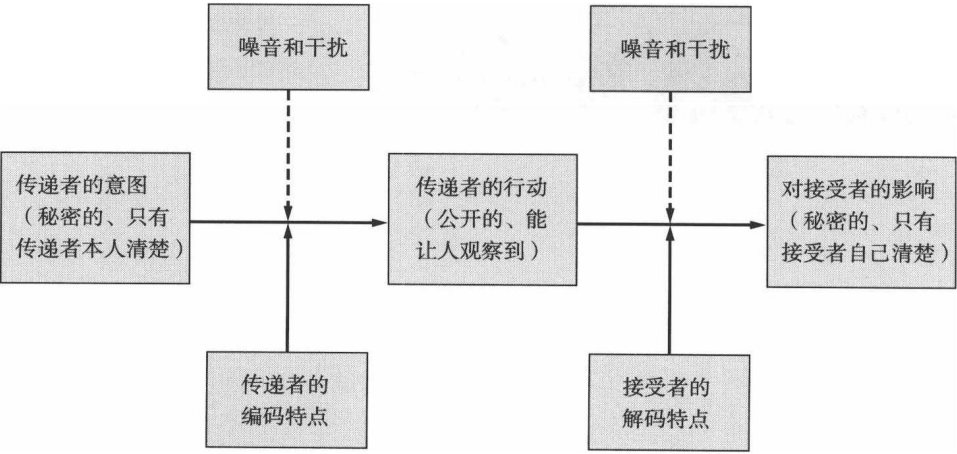 噪音和干扰
噪音和干扰
传递者的意图
（秘密的、只有
传递者本人清楚）
传递者的行动
（公开的、能
让人观察到）
对接受者的影响
（秘密的、只有
接受者自己清楚）
传递者的
编码特点
接受者的
解码特点